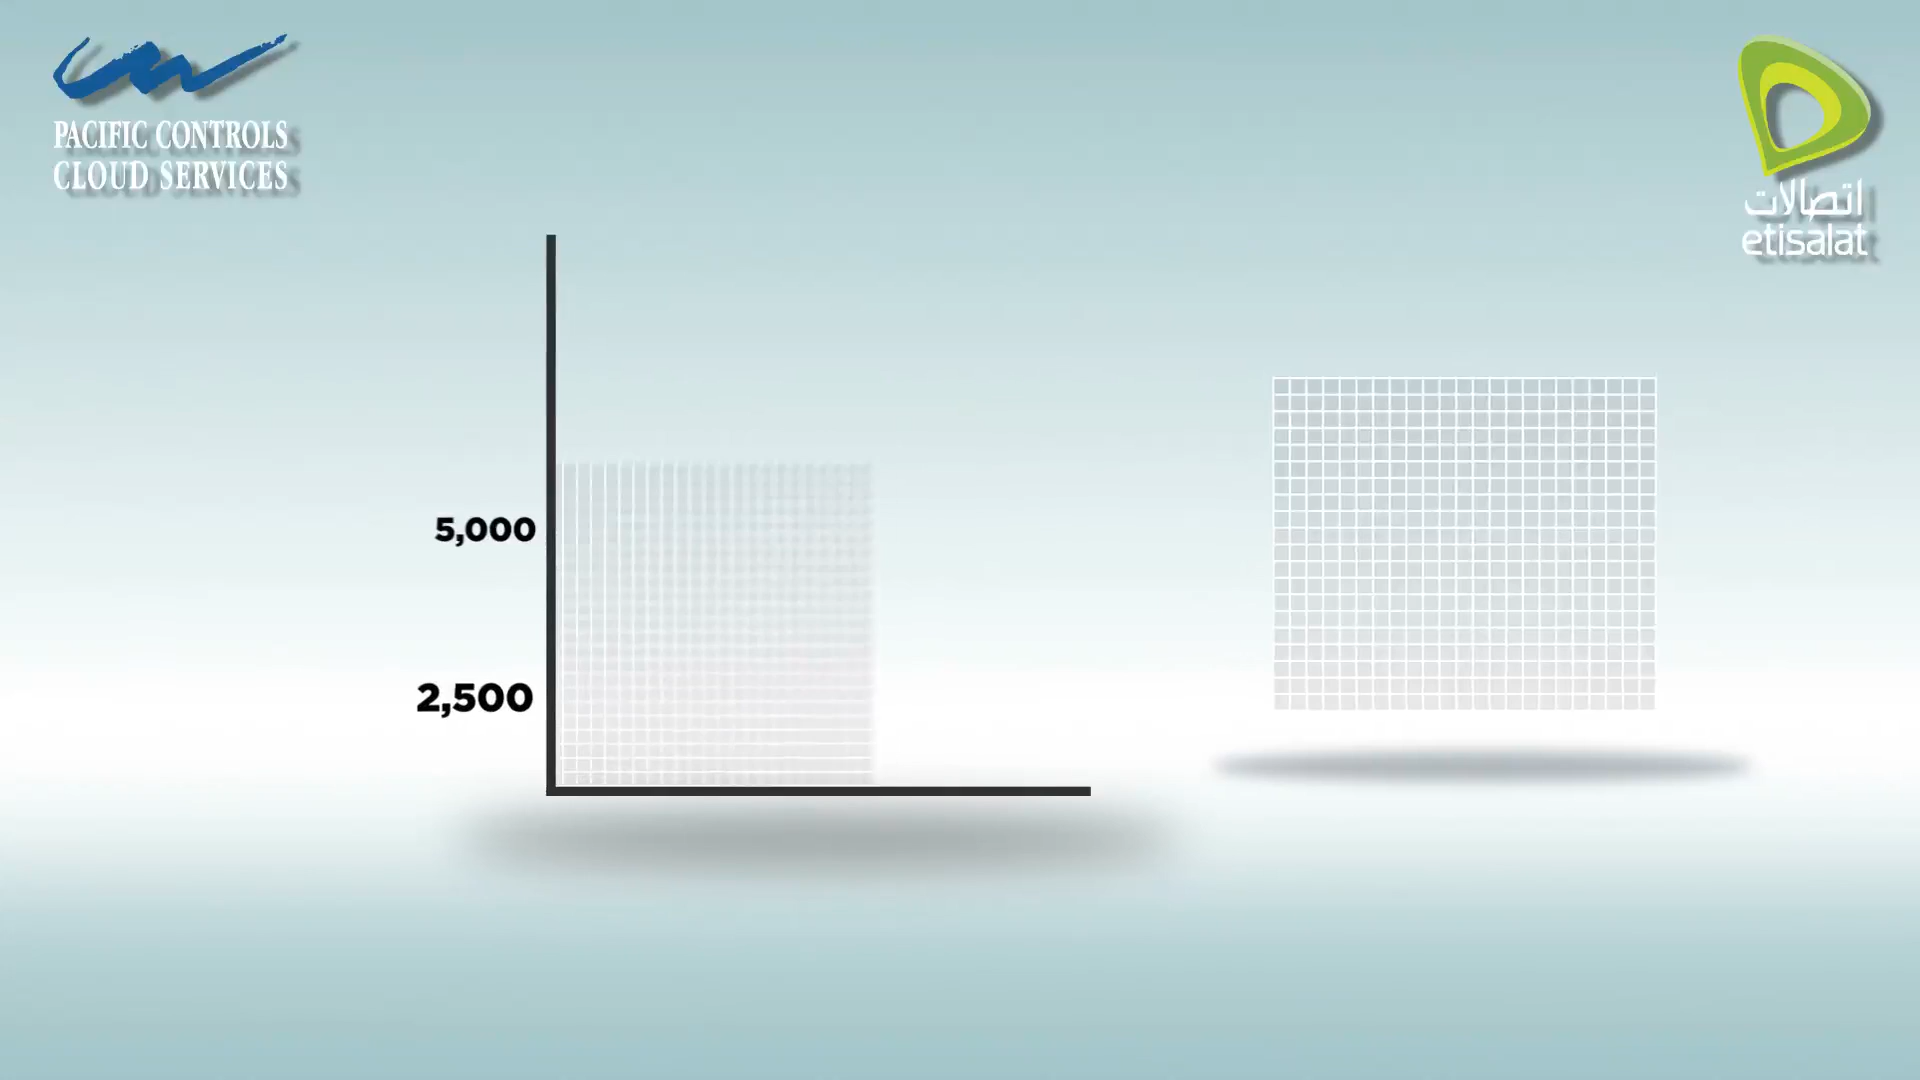 PACIFIC CONTROLS
CLOUD SERVICES
اتصالات
etisalat
5,000
2,500